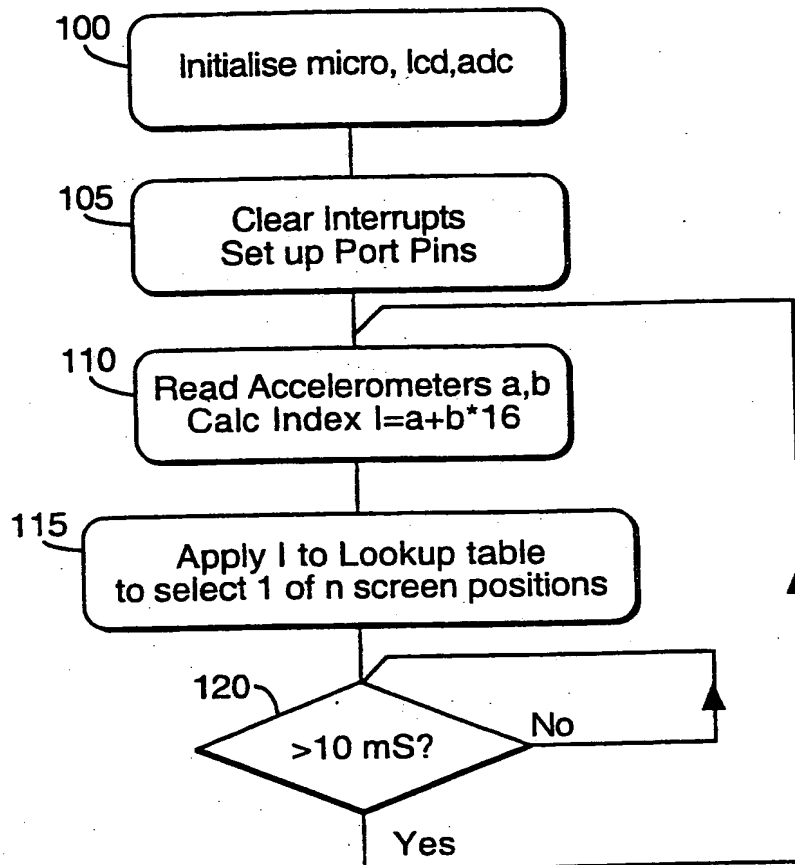 100
Initialise micro, lcd,adc
105
Clear Interrupts
Set up Port Pins
110
Read Accelerometers a,b
Calc Index I=a+b*16
115
Apply I to Lookup table
to select 1 of n screen positions
120
>10 mS?
No
Yes